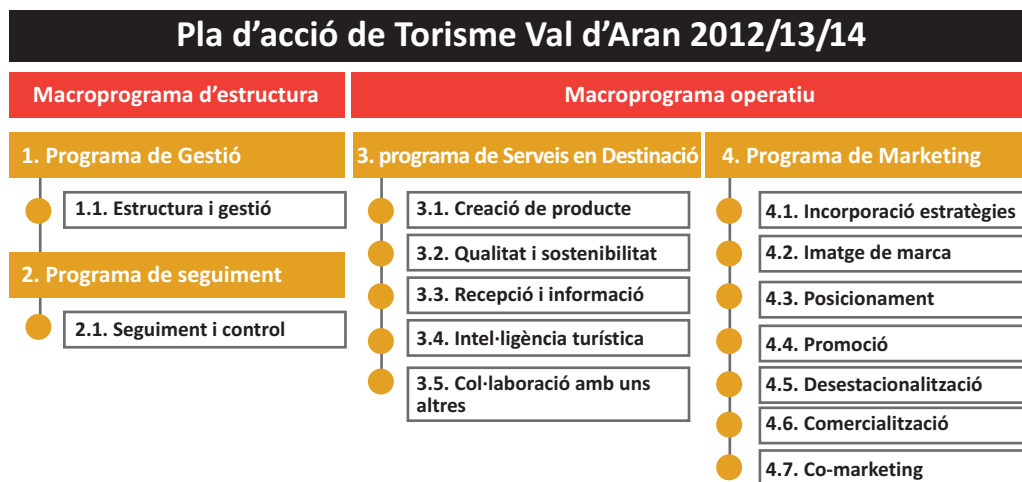 Pla d'acció de Torisme Val d'Aran 2012/13/14
Macroprograma d'estructura
Macroprograma operatiu
1. Programa de Gestió
1.1. Estructura i gestió
2. Programa de seguiment
2.1. Seguiment i control
3. programa de Serveis en Destinació
3.1. Creació de producte
3.2. Qualitat i sostenibilitat
3.3. Recepció i informació
3.4. Intel·ligència turística
3.5. Col·laboració amb uns
altres
4. Programa de Marketing
4.1. Incorporació estratègies
4.2. Imatge de marca
4.3. Posicionament
4.4. Promoció
4.5. Desestacionalització
4.6. Comercialització
4.7. Co-marketing